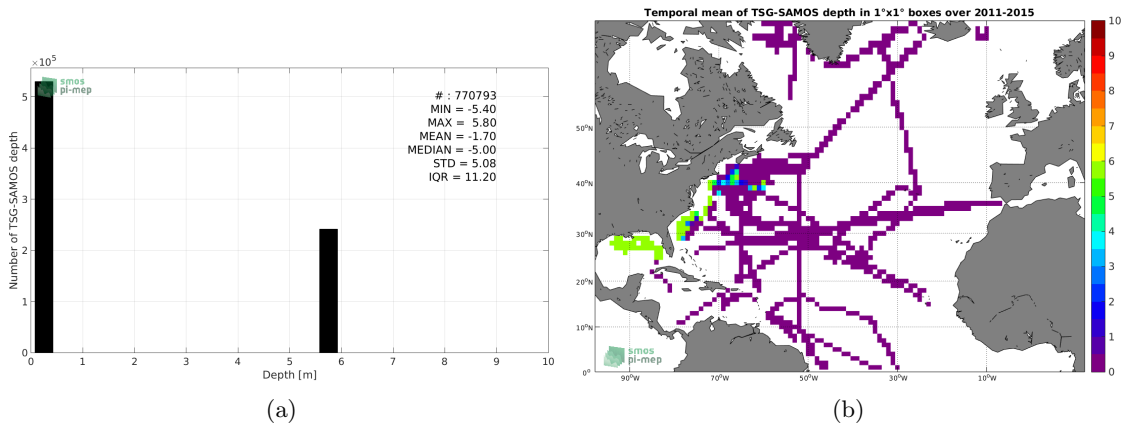 ×10⁵
smos
pi-mep
# : 770793
MIN = -5.40
MAX = 5.80
MEAN = -1.70
MEDIAN = -5.00
STD = 5.08
IQR = 11.20
Number of TSG-SAMOS depth
5
4
3
2
1
0
0 1 2 3 4 5 6 7 8 9 10
Depth [m]
(a)
Temporal mean of TSG-SAMOS depth in 1°x1° boxes over 2011-2015
50°N
40°N
30°N
20°N
10°N
0°N
90°W 70°W 50°W 30°W 10°W
smos
pi-mep
10
9
8
7
6
5
4
3
2
1
0
(b)